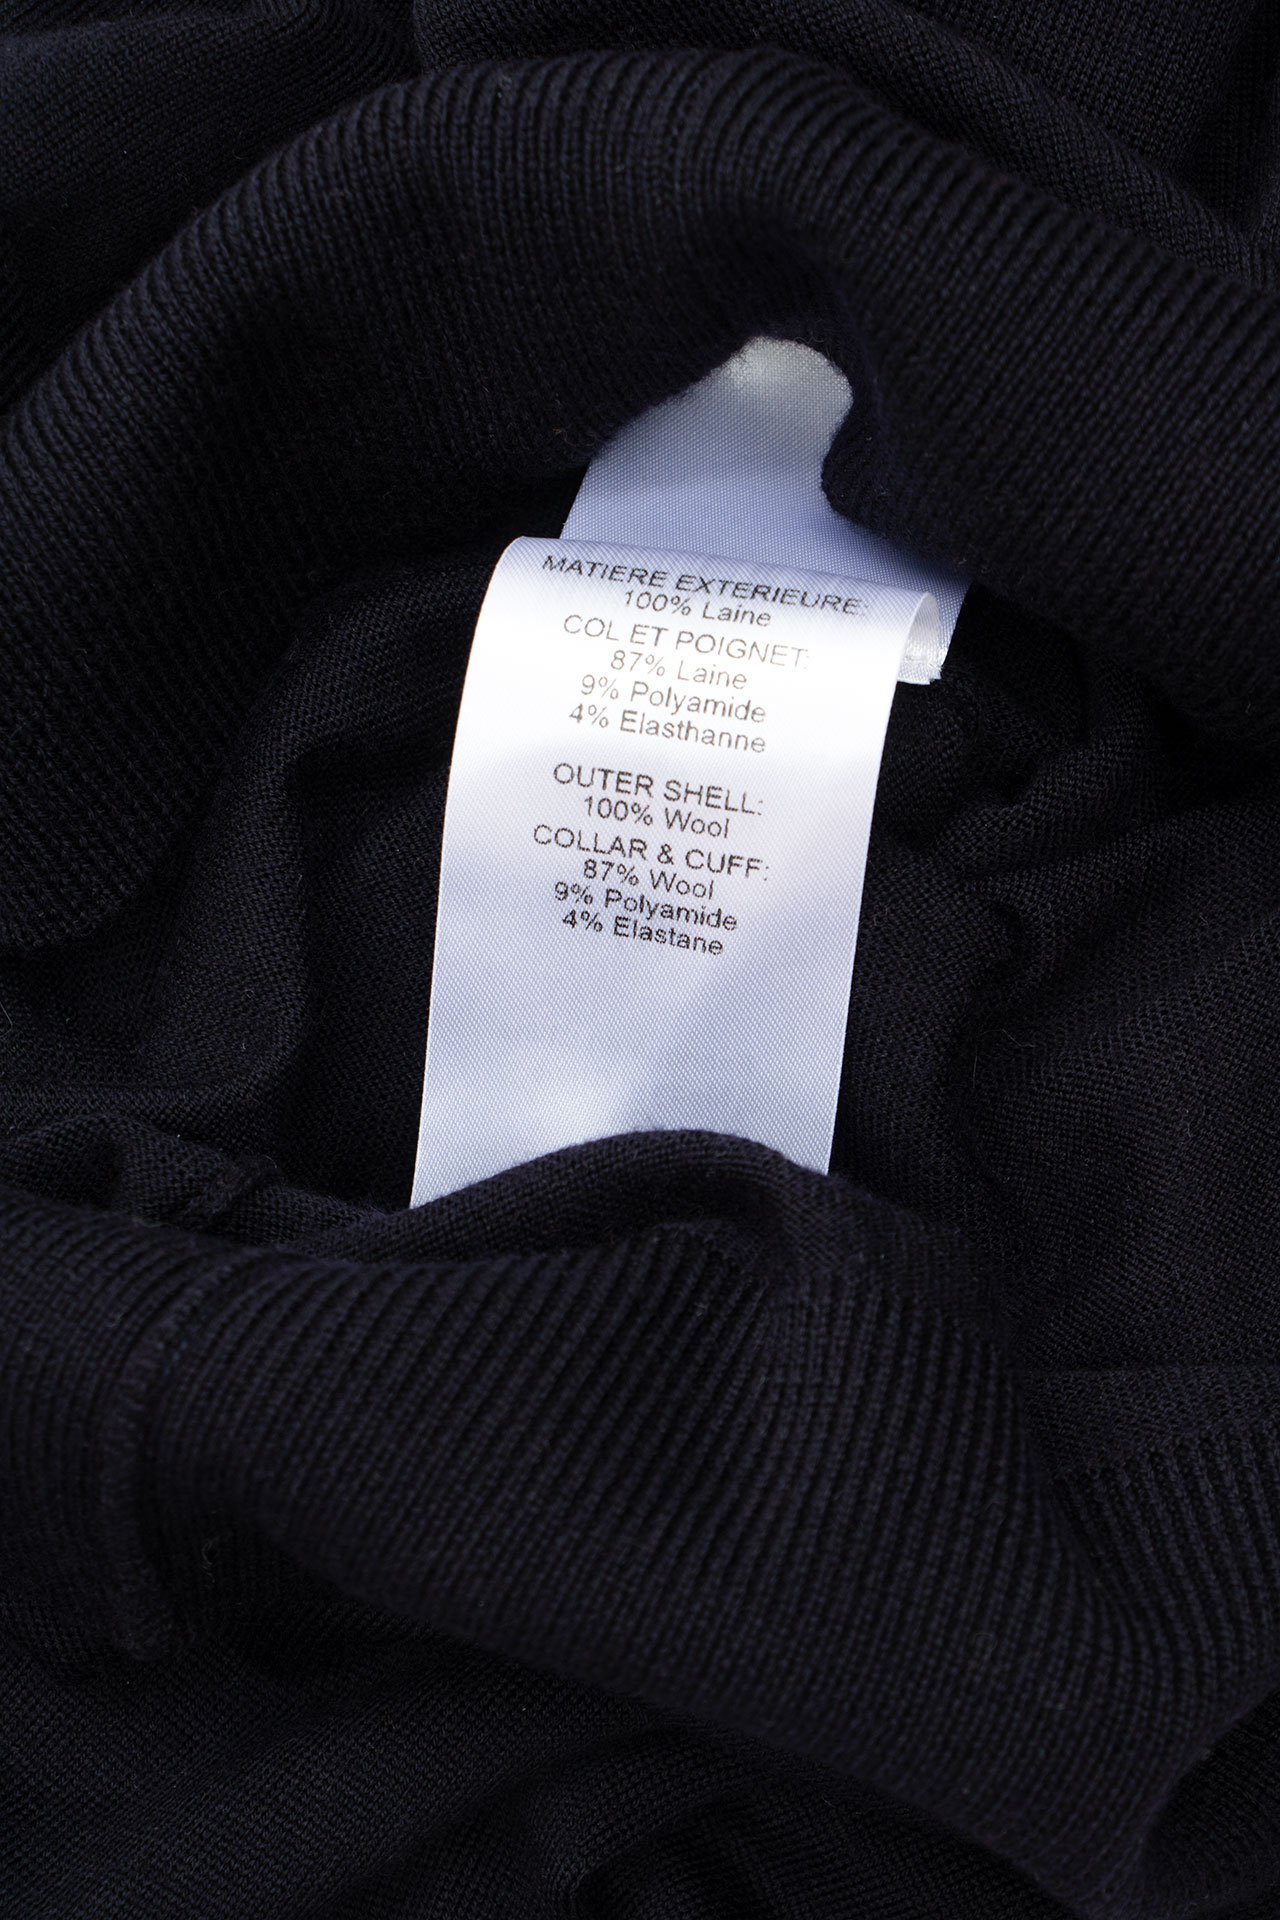 MATIERE EXTERIEURE:
100% Laine
COL ET POIGNET:
87% Laine
9% Polyamide
4% Elasthanne
OUTER SHELL:
100% Wool
COLLAR & CUFF:
87% Wool
9% Polyamide
4% Elastane